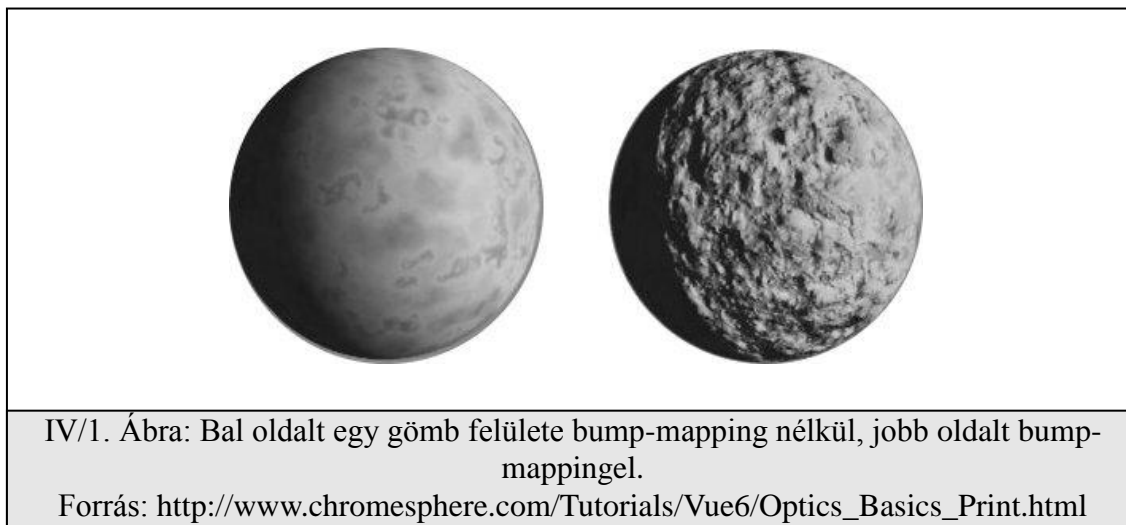 IV/1. Ábra: Bal oldalt egy gömb felülete bump-mapping nélkül, jobb oldalt bump-
mappingel.
Forrás: http://www.chromesphere.com/Tutorials/Vue6/Optics_Basics_Print.html